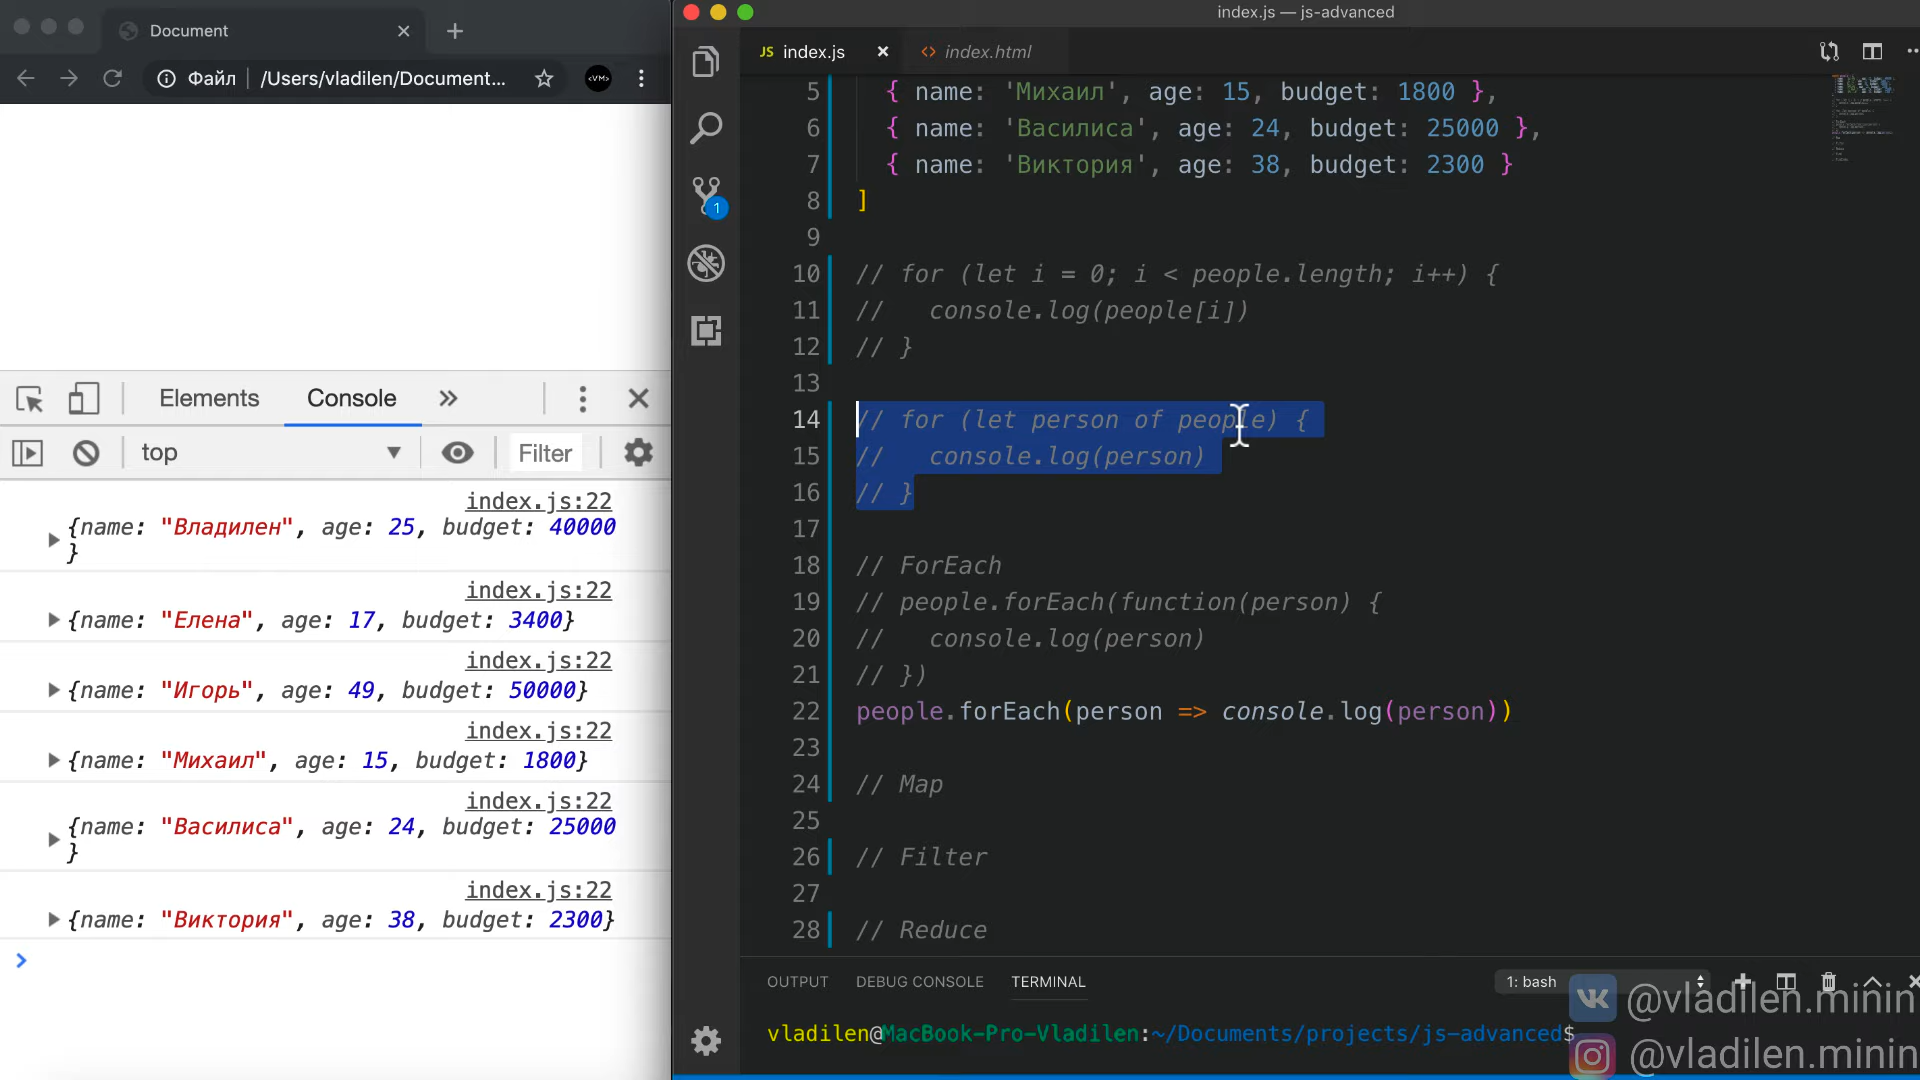 Document
Файл
/Users/vladilen/Document...
<VM>
Elements
Console
top
Filter
index.js:22
{name: "Владилен", age: 25, budget: 40000
}
index.js:22
{name: "Елена", age: 17, budget: 3400}
index.js:22
{name: "Игорь", age: 49, budget: 50000}
index.js:22
{name: "Михаил", age: 15, budget: 1800}
index.js:22
{name: "Василиса", age: 24, budget: 25000
}
index.js:22
{name: "Виктория", age: 38, budget: 2300}
index.js — js-advanced
JS index.js
index.html
1
5 { name: 'Михаил', age: 15, budget: 1800 },
6 { name: 'Василиса', age: 24, budget: 25000 },
7 { name: 'Виктория', age: 38, budget: 2300 }
8 ]
9
10 // for (let i = 0; i < people.length; i++) {
11 //   console.log(people[i])
12 // }
13
14 // for (let person of people) {
15 //   console.log(person)
16 // }
17
18 // ForEach
19 // people.forEach(function(person) {
20 //   console.log(person)
21 // })
22 people.forEach(person => console.log(person))
23
24 // Map
25
26 // Filter
27
28 // Reduce
OUTPUT DEBUG CONSOLE TERMINAL
1: bash
vladilen@MacBook-Pro-Vladilen:~/Documents/projects/js-advanced$
@vladilen.minin
@vladilen.minin